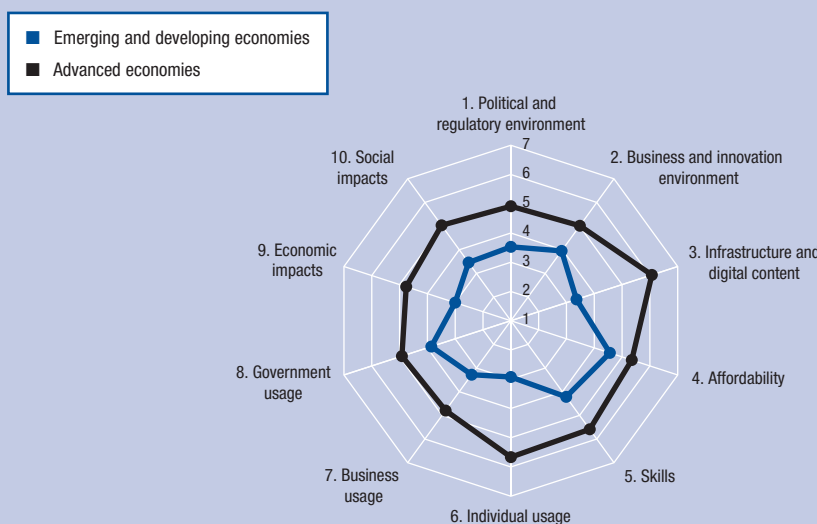 Emerging and developing economies
Advanced economies
1. Political and
regulatory environment
2. Business and innovation
environment
3. Infrastructure and
digital content
4. Affordability
5. Skills
6. Individual usage
7. Business
usage
8. Government
usage
9. Economic
impacts
10. Social
impacts
7
6
5
4
3
2
1